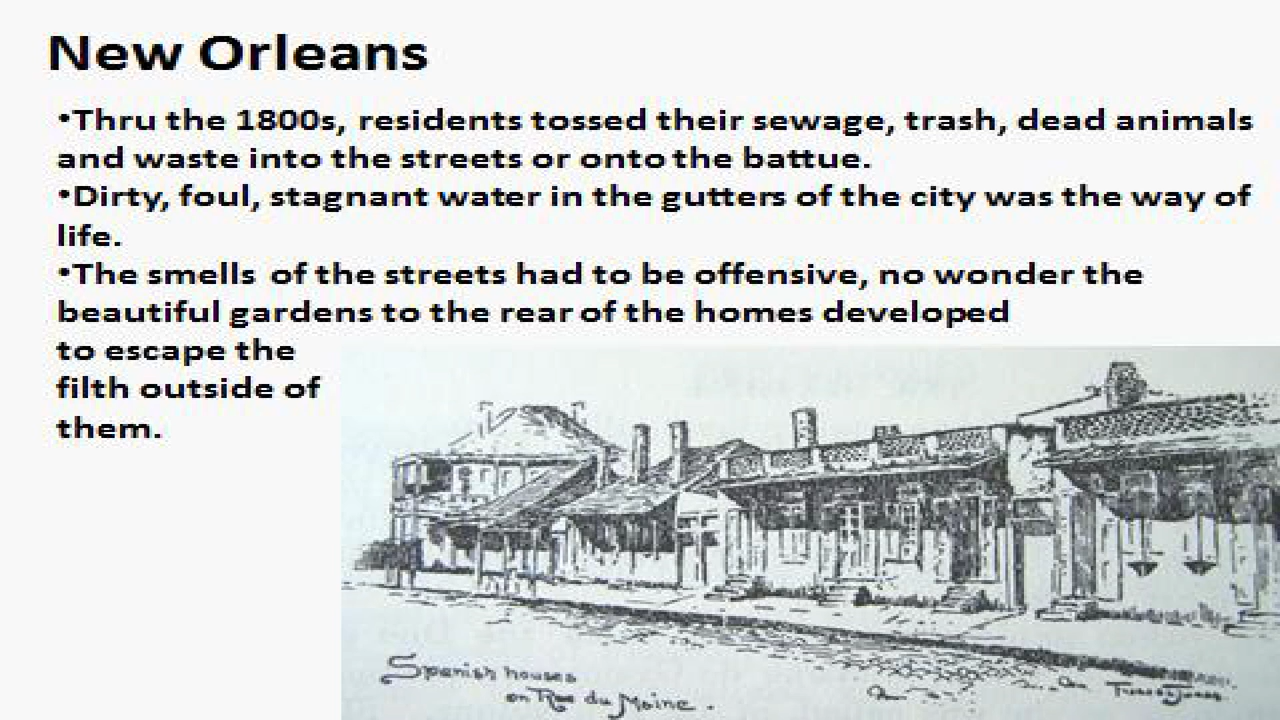 New Orleans
•Thru the 1800s, residents tossed their sewage, trash, dead animals
and waste into the streets or onto the battue.
•Dirty, foul, stagnant water in the gutters of the city was the way of
life.
•The smells of the streets had to be offensive, no wonder the
beautiful gardens to the rear of the homes developed
to escape the
filth outside of
them.
Spanish houses
on Rue du Maine.